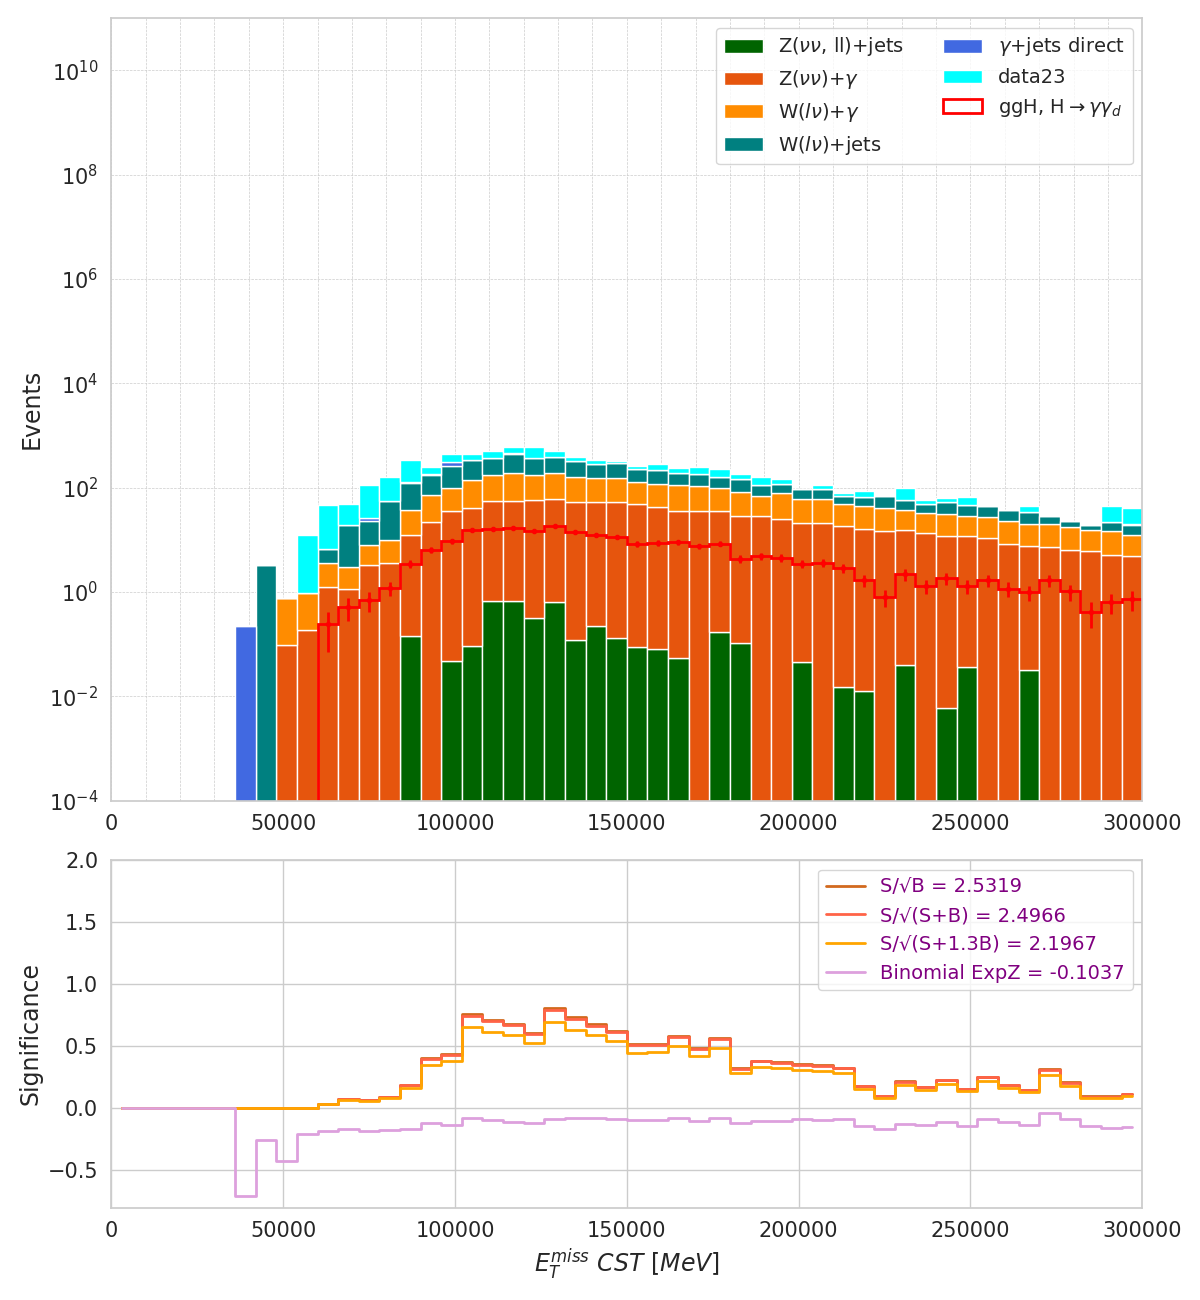 Z(νν, ll)+jets
Z(νν)+γ
W(lν)+γ
W(lν)+jets
γ+jets direct
data23
ggH, H→γγ_d
Events
10^10
10^8
10^6
10^4
10^2
10^0
10^−2
10^−4
0 50000 100000 150000 200000 250000 300000
S/√B = 2.5319
S/√(S+B) = 2.4966
S/√(S+1.3B) = 2.1967
Binomial ExpZ = -0.1037
Significance
2.0
1.5
1.0
0.5
0.0
−0.5
0 50000 100000 150000 200000 250000 300000
E_T^miss CST [MeV]